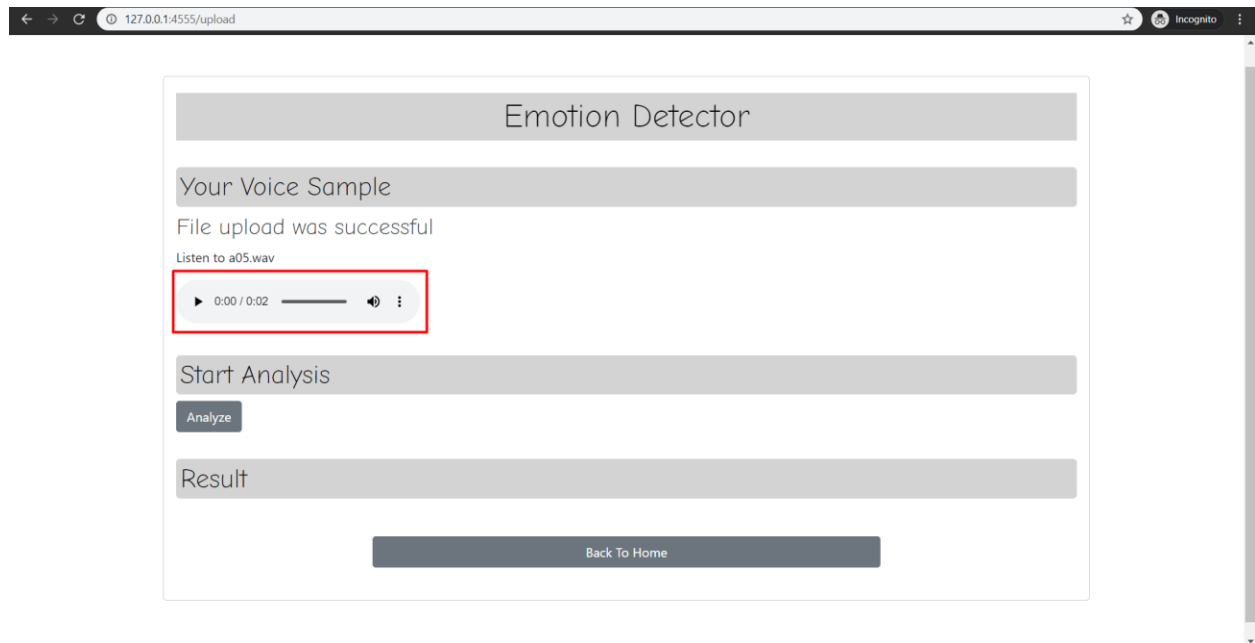 127.0.0.1:4555/upload
Incognito
Emotion Detector
Your Voice Sample
File upload was successful
Listen to a05.wav
0:00 / 0:02
Start Analysis
Analyze
Result
Back To Home